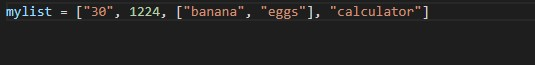 mylist = ["30", 1224, ["banana", "eggs"], "calculator"]